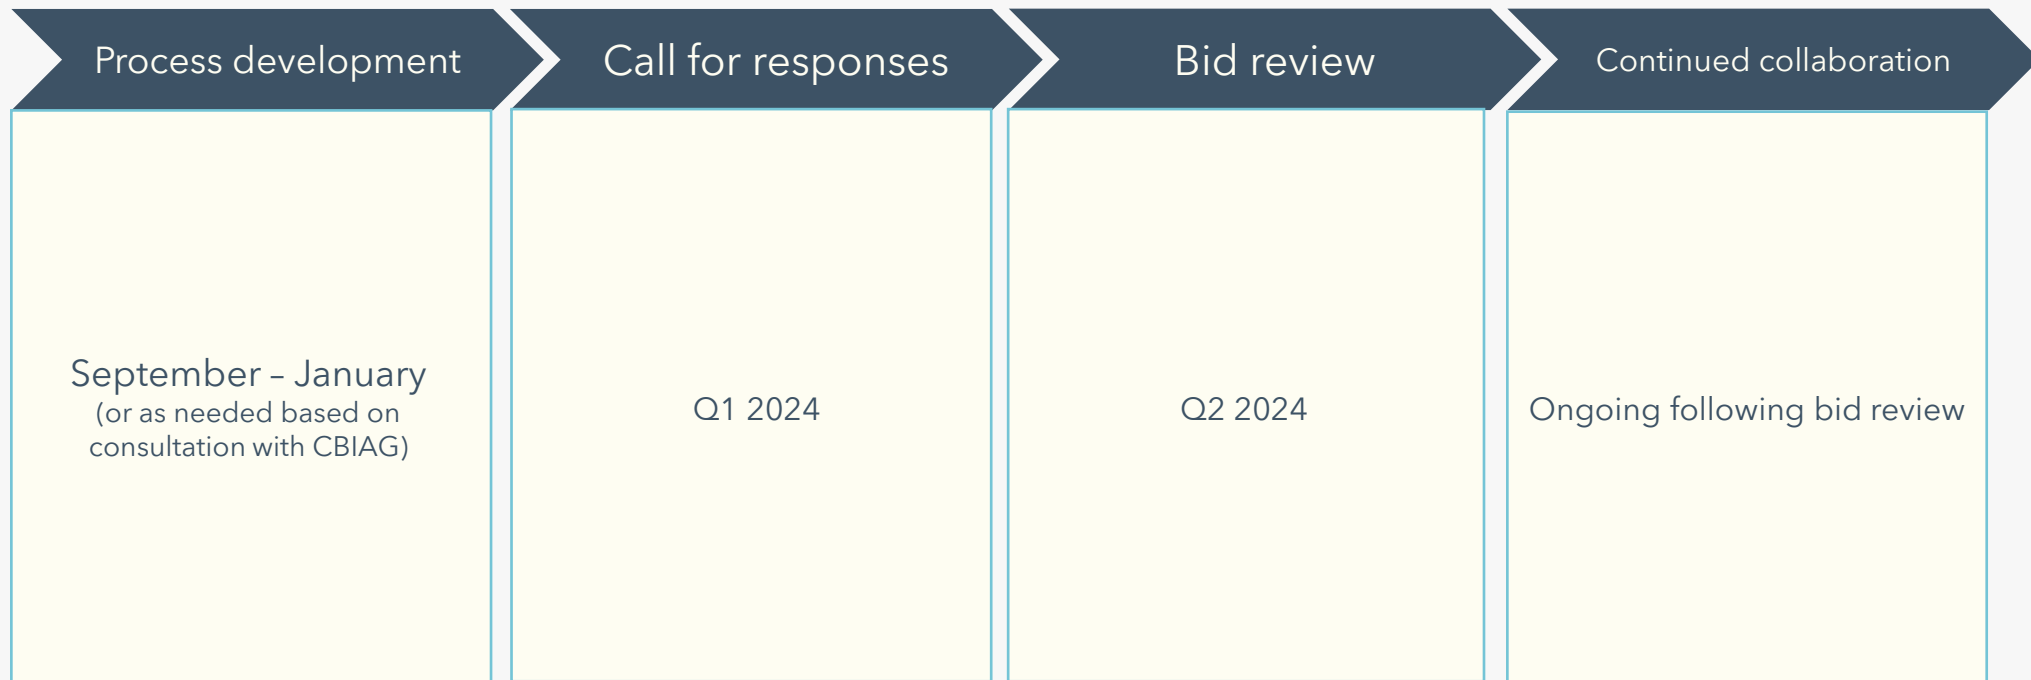 Process development
Call for responses
Bid review
Continued collaboration
September – January
(or as needed based on
consultation with CBIAG)
Q1 2024
Q2 2024
Ongoing following bid review